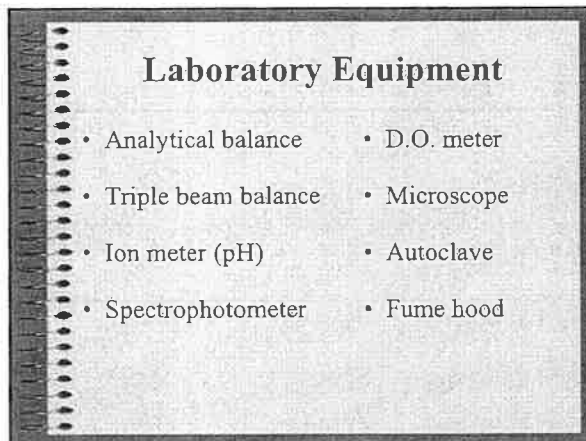 Laboratory Equipment
• Analytical balance
• Triple beam balance
• Ion meter (pH)
• Spectrophotometer
• D.O. meter
• Microscope
• Autoclave
• Fume hood